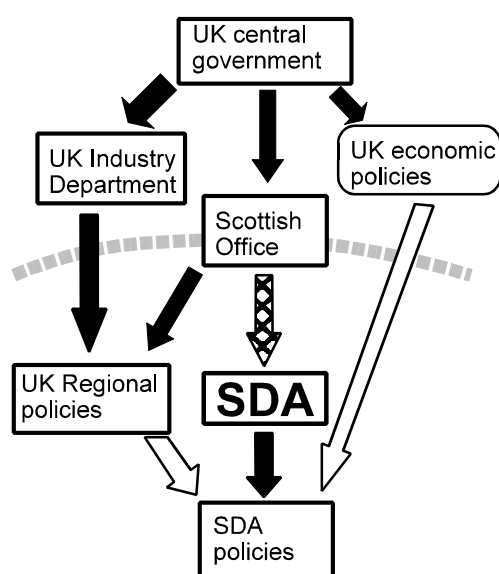 UK central
government
UK Industry
Department
UK economic
policies
Scottish
Office
UK Regional
policies
SDA
SDA
policies